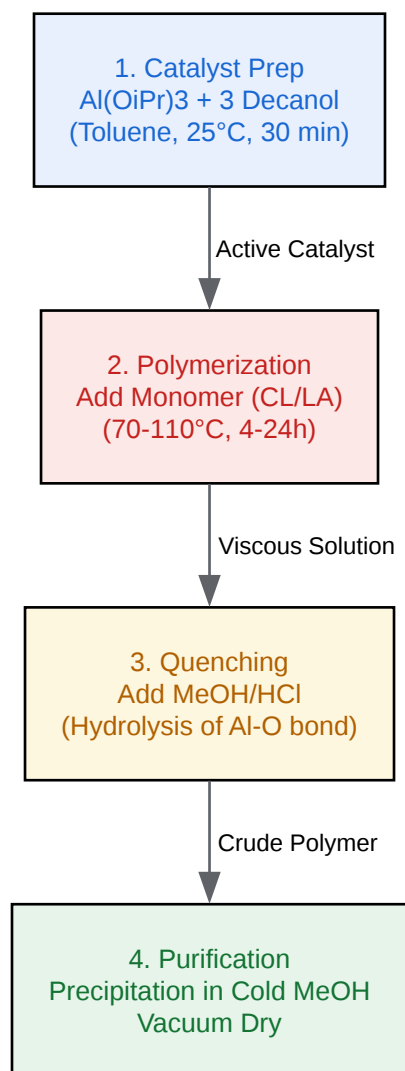 1. Catalyst Prep
Al(OiPr)3 + 3 Decanol
(Toluene, 25°C, 30 min)
Active Catalyst
2. Polymerization
Add Monomer (CL/LA)
(70-110°C, 4-24h)
Viscous Solution
3. Quenching
Add MeOH/HCl
(Hydrolysis of Al-O bond)
Crude Polymer
4. Purification
Precipitation in Cold MeOH
Vacuum Dry